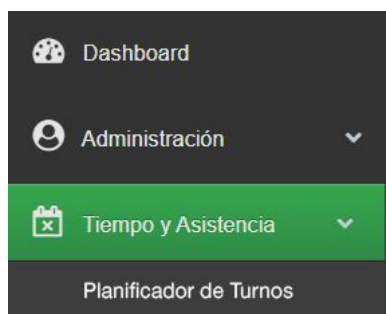 Dashboard
Administración
Tiempo y Asistencia
Planificador de Turnos